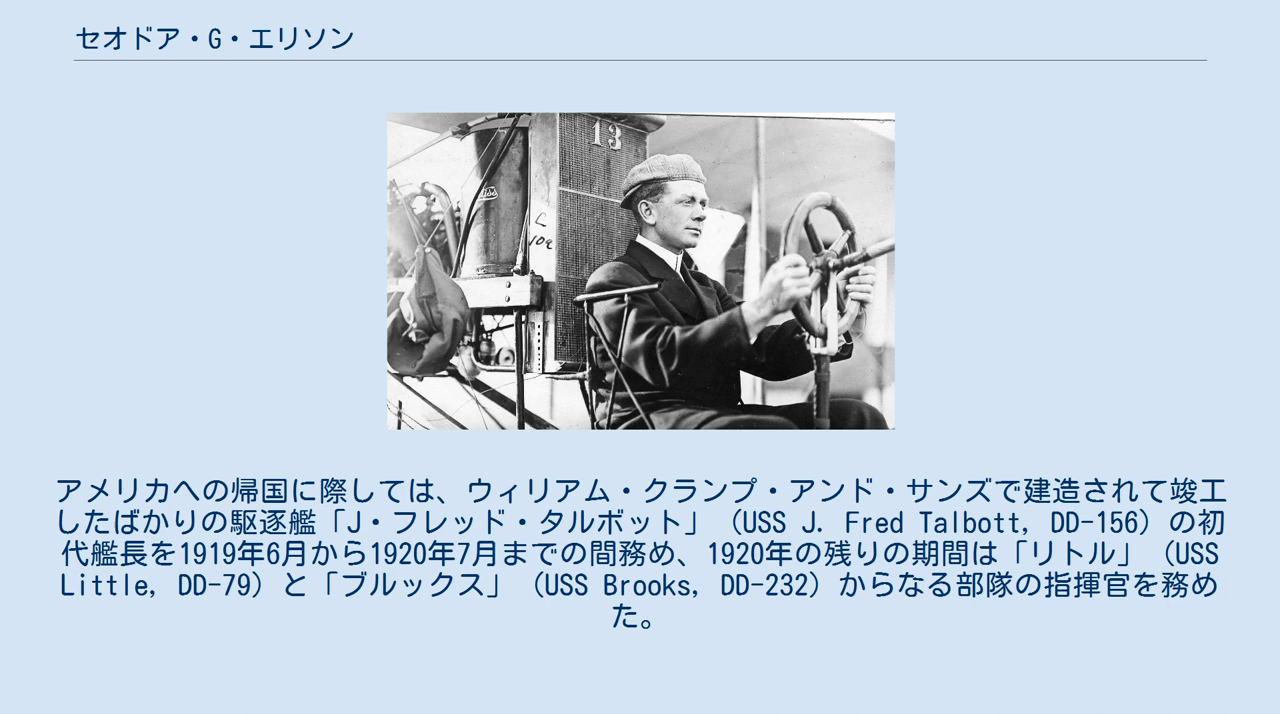 セオドア・G・エリソン
13
L
アメリカへの帰国に際しては、ウィリアム・クランプ・アンド・サンズで建造されて竣工
したばかりの駆逐艦「J・フレッド・タルボット」（USS J. Fred Talbott, DD-156）の初
代艦長を1919年6月から1920年7月までの間務め、1920年の残りの期間は「リトル」（USS
Little, DD-79）と「ブルックス」（USS Brooks, DD-232）からなる部隊の指揮官を務め
た。